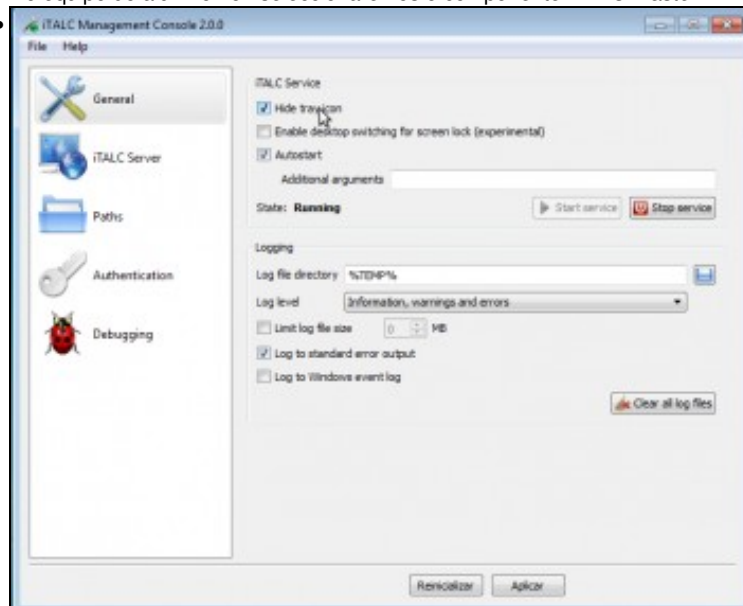 iTALC Management Console 2.0.0
File Help
General
iTALC Server
Paths
Authentication
Debugging
iTALC Service
Hide tray icon
Enable desktop switching for screen lock (experimental)
Autostart
Additional arguments
State: Running
Start service
Stop service
Logging
Log file directory %TEMP%
Log level Information, warnings and errors
Limit log file size 0 MB
Log to standard error output
Log to Windows event log
Clear all log files
Reinicializar Aplicar